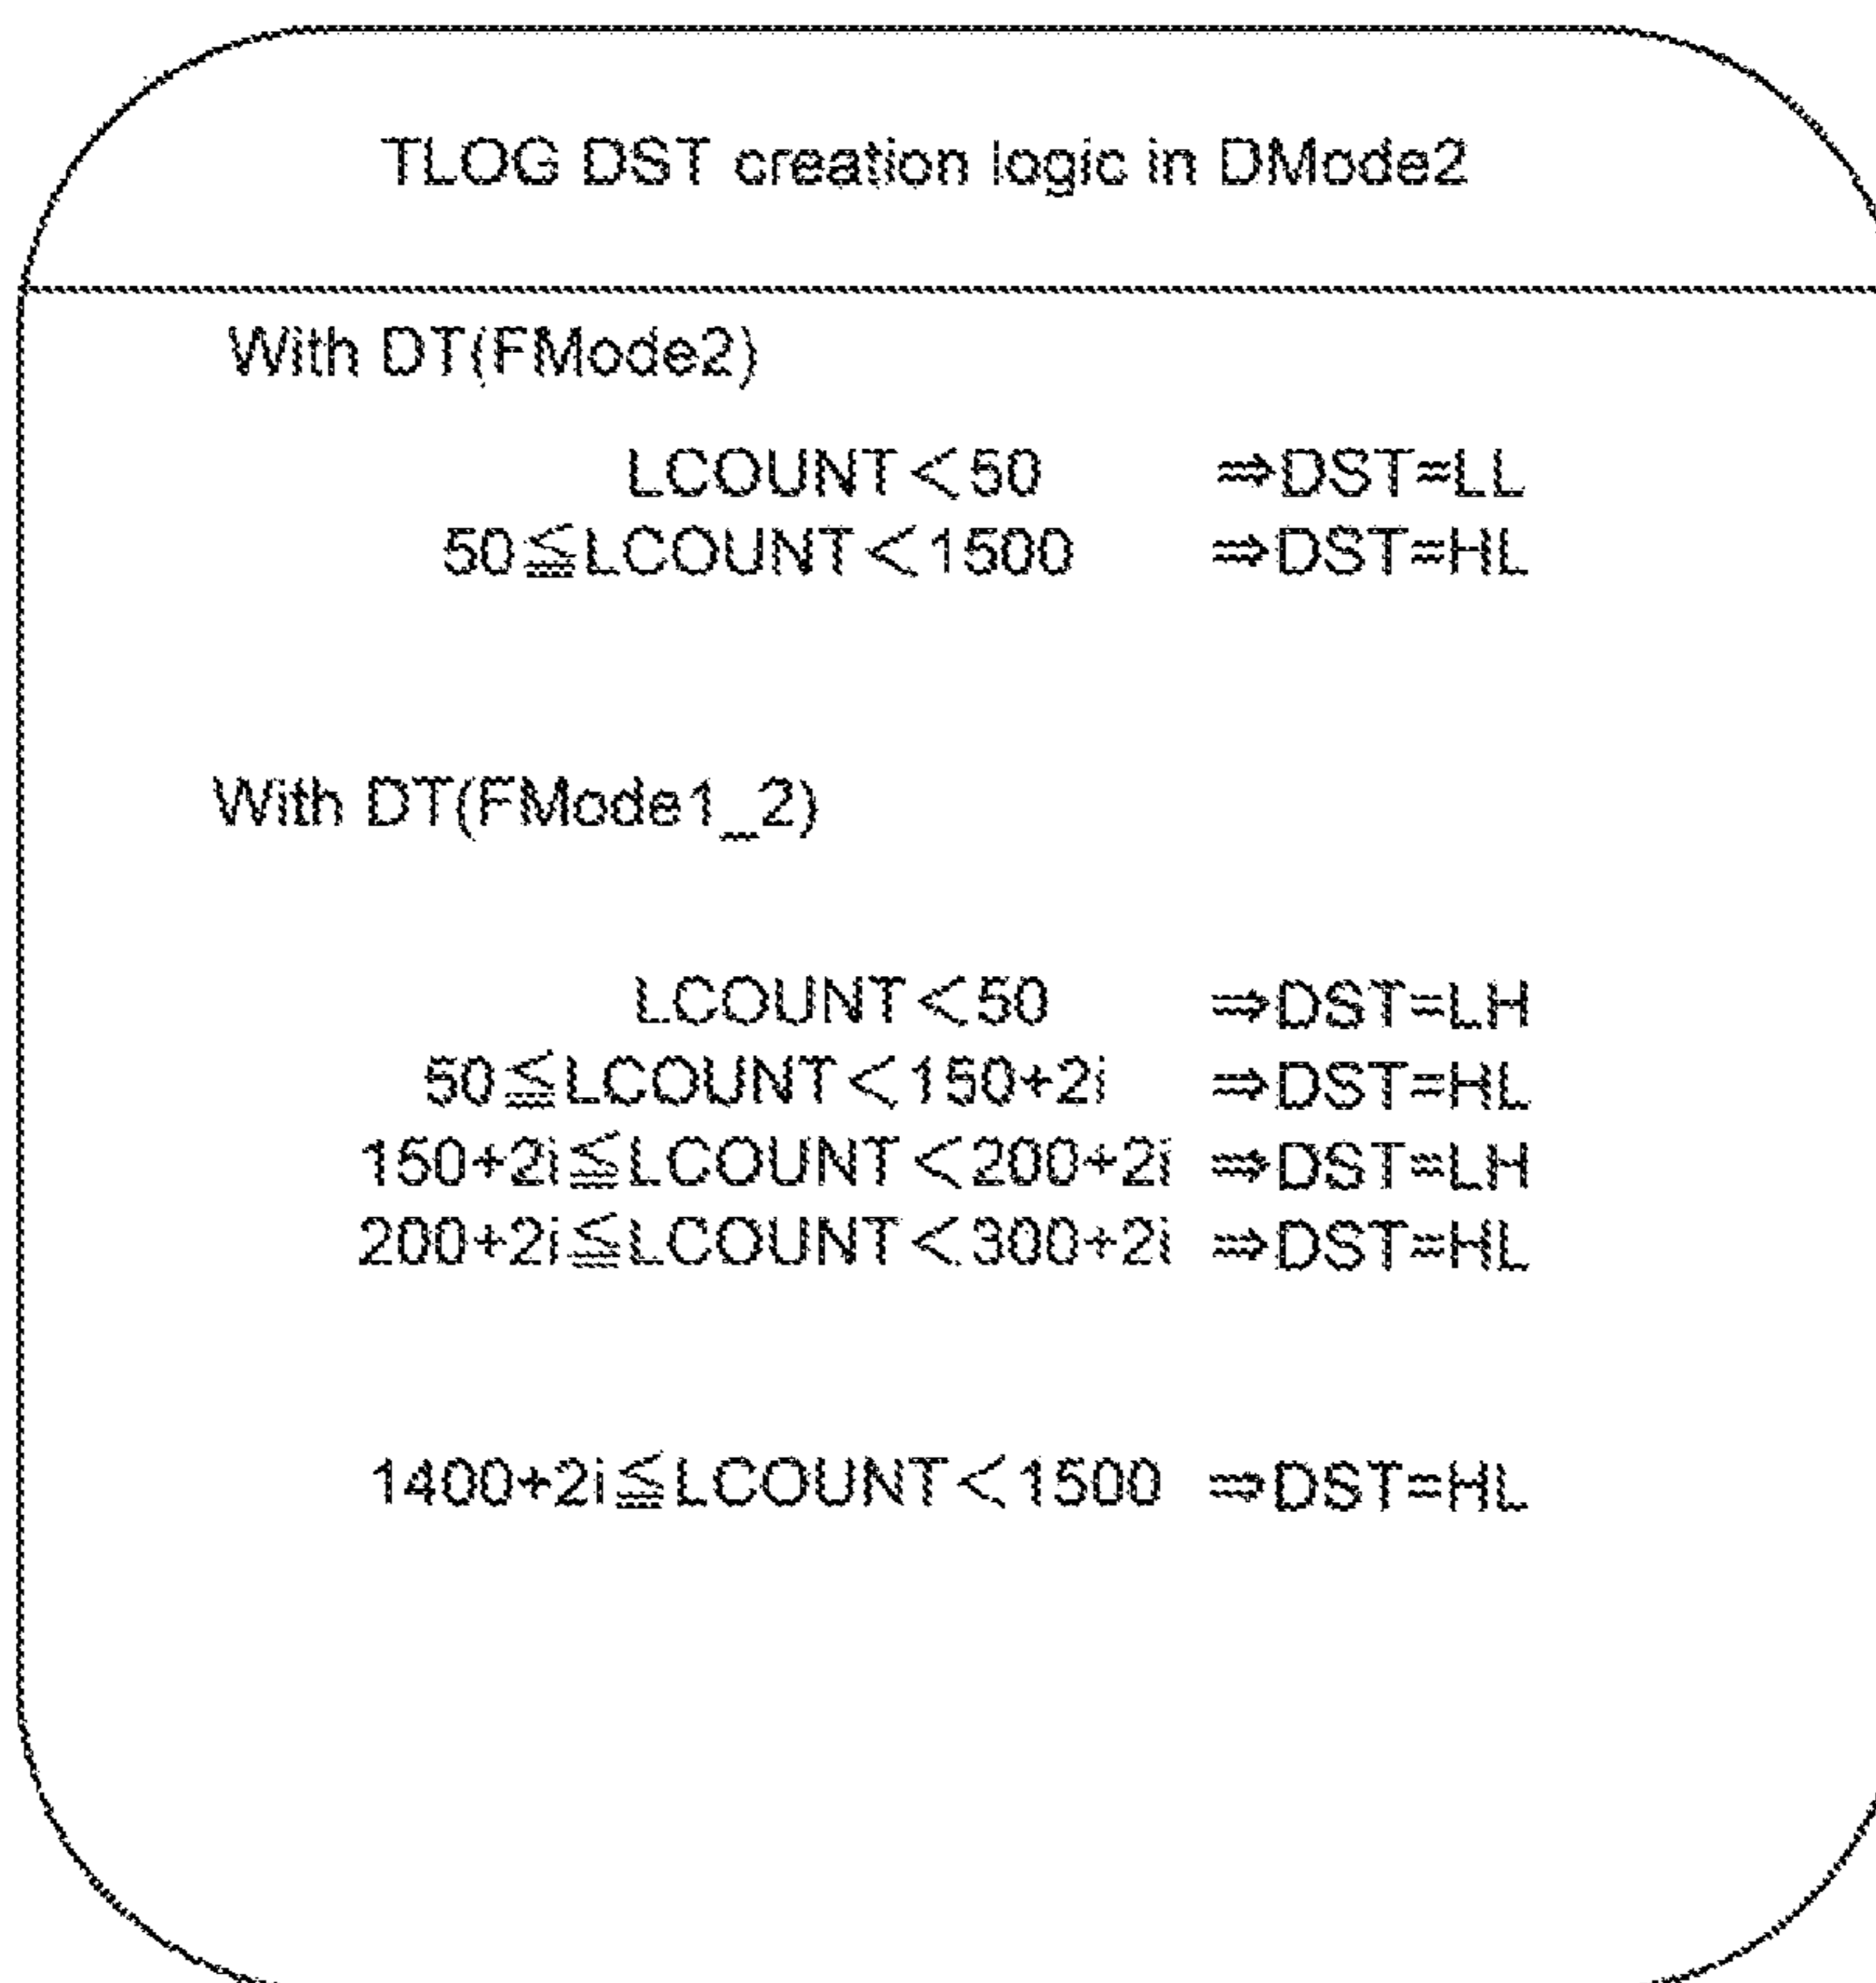 TLOG DST creation logic in DMode2
With DT(FMode2)
LCOUNT<50 ⇒DST=LL
50≦LCOUNT<1500 ⇒DST=HL
With DT(FMode1_2)
LCOUNT<50 ⇒DST=LH
50≦LCOUNT<150+2i ⇒DST=HL
150+2i≦LCOUNT<200+2i ⇒DST=LH
200+2i≦LCOUNT<300+2i ⇒DST=HL
1400+2i≦LCOUNT<1500 ⇒DST=HL